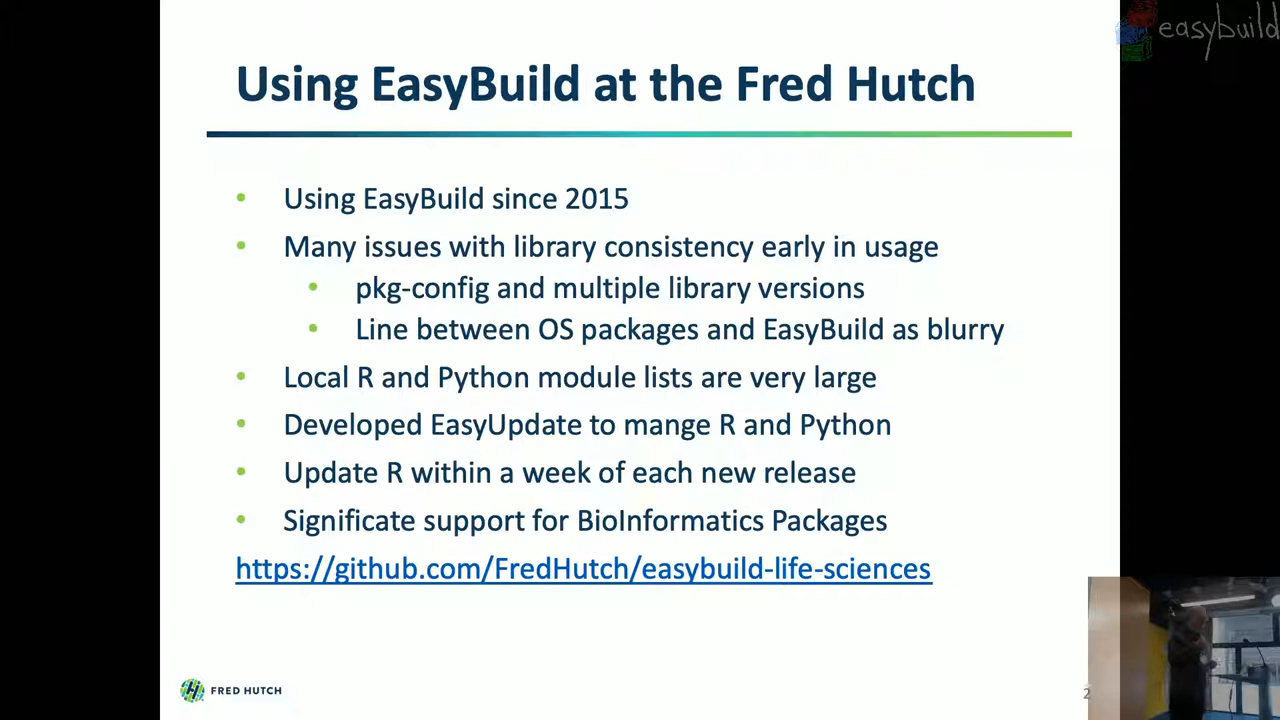 easybuild
Using EasyBuild at the Fred Hutch
• Using EasyBuild since 2015
• Many issues with library consistency early in usage
• pkg-config and multiple library versions
• Line between OS packages and EasyBuild as blurry
• Local R and Python module lists are very large
• Developed EasyUpdate to mange R and Python
• Update R within a week of each new release
• Significate support for BioInformatics Packages
https://github.com/FredHutch/easybuild-life-sciences
FRED HUTCH
2